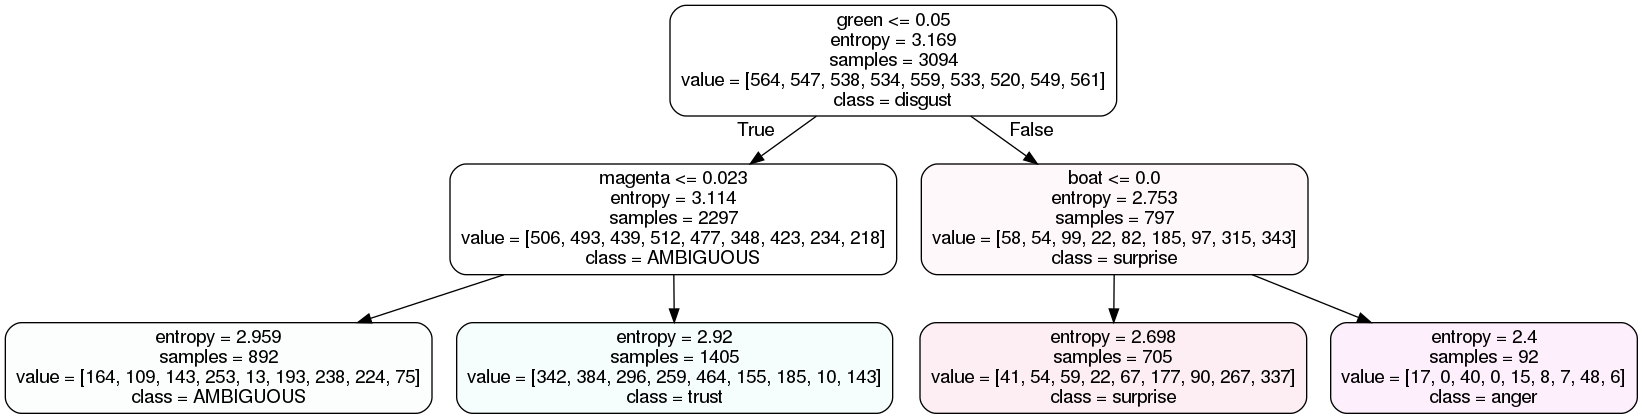 green <= 0.05
entropy = 3.169
samples = 3094
value = [564, 547, 538, 534, 559, 533, 520, 549, 561]
class = disgust
True
False
magenta <= 0.023
entropy = 3.114
samples = 2297
value = [506, 493, 439, 512, 477, 348, 423, 234, 218]
class = AMBIGUOUS
boat <= 0.0
entropy = 2.753
samples = 797
value = [58, 54, 99, 22, 82, 185, 97, 315, 343]
class = surprise
entropy = 2.959
samples = 892
value = [164, 109, 143, 253, 13, 193, 238, 224, 75]
class = AMBIGUOUS
entropy = 2.92
samples = 1405
value = [342, 384, 296, 259, 464, 155, 185, 10, 143]
class = trust
entropy = 2.698
samples = 705
value = [41, 54, 59, 22, 67, 177, 90, 267, 337]
class = surprise
entropy = 2.4
samples = 92
value = [17, 0, 40, 0, 15, 8, 7, 48, 6]
class = anger